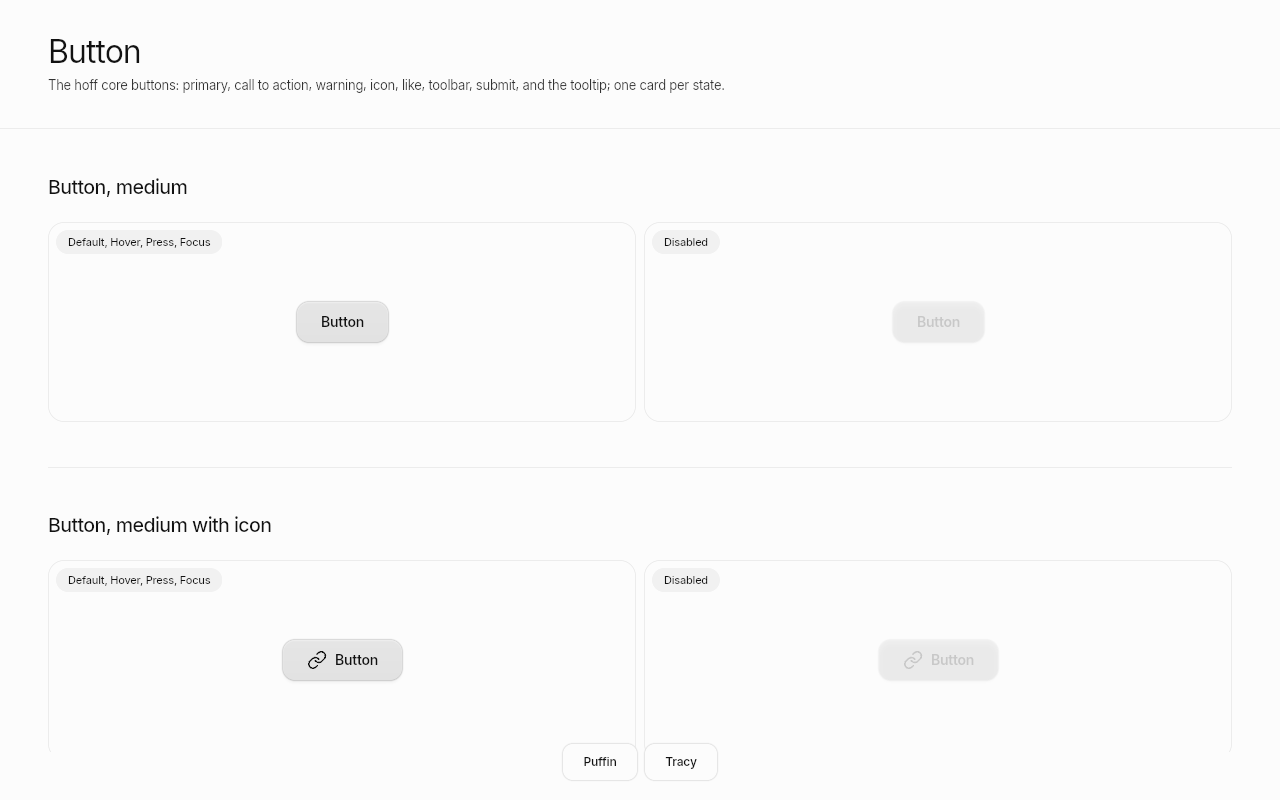 Button
The hoff core buttons: primary, call to action, warning, icon, like, toolbar, submit, and the tooltip; one card per state.
Button, medium
Default, Hover, Press, Focus
Disabled
Button
Button
Button, medium with icon
Default, Hover, Press, Focus
Disabled
Button
Button
Puffin
Tracy